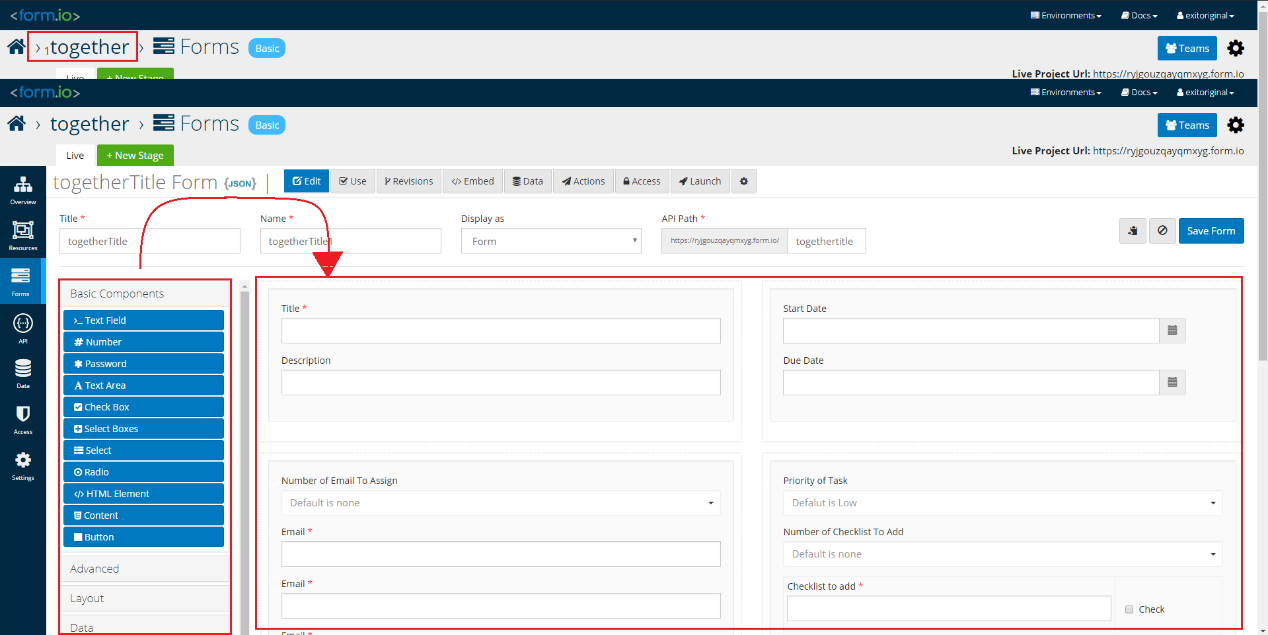 <form.io>
Environments Docs exitoriginal
› 1together › Forms Basic
Teams
Live + New Stage
Live Project Url: https://ryjgouzqayqmxyg.form.io
<form.io>
Environments Docs exitoriginal
› together › Forms Basic
Teams
Live Project Url: https://ryjgouzqayqmxyg.form.io
Live + New Stage
Overview
Resources
Forms
API
Data
Access
Settings
togetherTitle Form {JSON}
Edit Use Revisions </> Embed Data Actions Access Launch
Title * Name * Display as API Path *
togetherTitle togetherTitle1 Form https://ryjgouzqayqmxyg.form.io/ togethertitle
Save Form
Basic Components
>_ Text Field
# Number
Password
A Text Area
Check Box
Select Boxes
Select
Radio
</> HTML Element
Content
Button
Advanced
Layout
Data
Title *
Description
Start Date
Due Date
Number of Email To Assign
Default is none
Email *
Email *
Email *
Priority of Task
Defalut is Low
Number of Checklist To Add
Default is none
Checklist to add *
Check